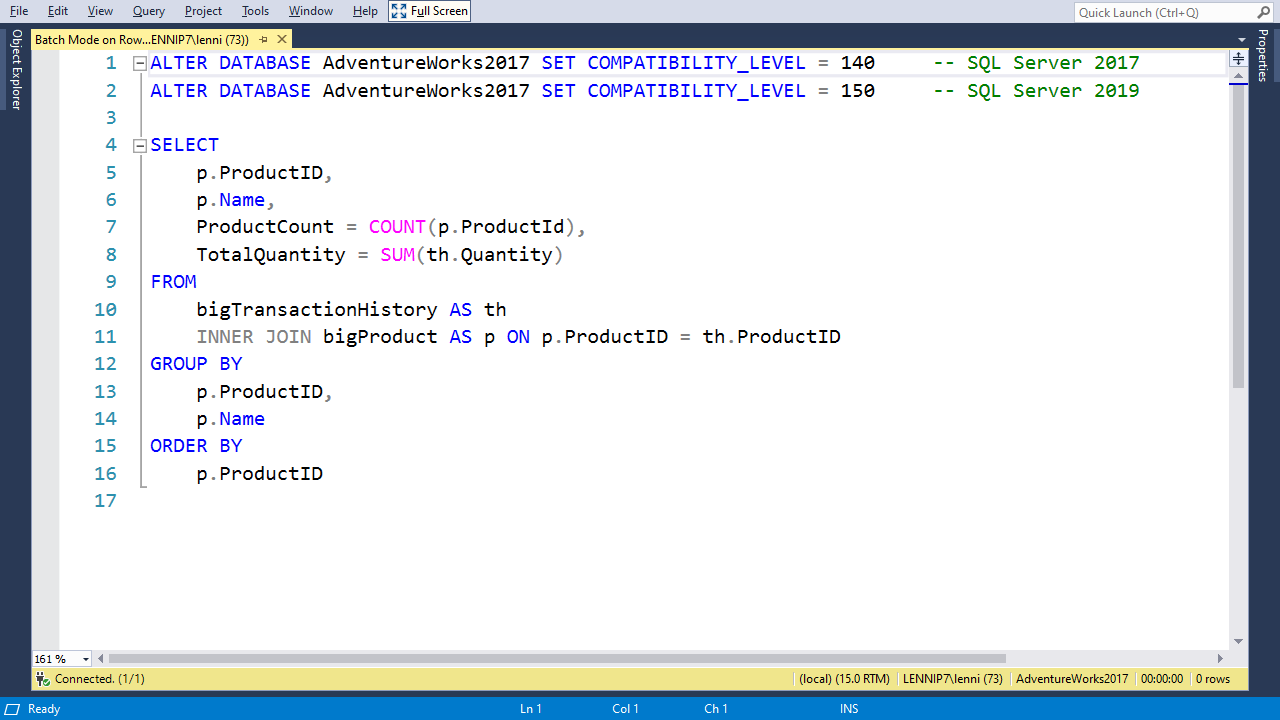 File Edit View Query Project Tools Window Help Full Screen
Quick Launch (Ctrl+Q)
Object Explorer
Batch Mode on Row...ENNIP7\lenni (73))
Properties
1 ALTER DATABASE AdventureWorks2017 SET COMPATIBILITY_LEVEL = 140 -- SQL Server 2017
2 ALTER DATABASE AdventureWorks2017 SET COMPATIBILITY_LEVEL = 150 -- SQL Server 2019
3
4 SELECT
5 p.ProductID,
6 p.Name,
7 ProductCount = COUNT(p.ProductId),
8 TotalQuantity = SUM(th.Quantity)
9 FROM
10 bigTransactionHistory AS th
11 INNER JOIN bigProduct AS p ON p.ProductID = th.ProductID
12 GROUP BY
13 p.ProductID,
14 p.Name
15 ORDER BY
16 p.ProductID
17
161 %
Connected. (1/1) (local) (15.0 RTM) LENNIP7\lenni (73) AdventureWorks2017 00:00:00 0 rows
Ready Ln 1 Col 1 Ch 1 INS